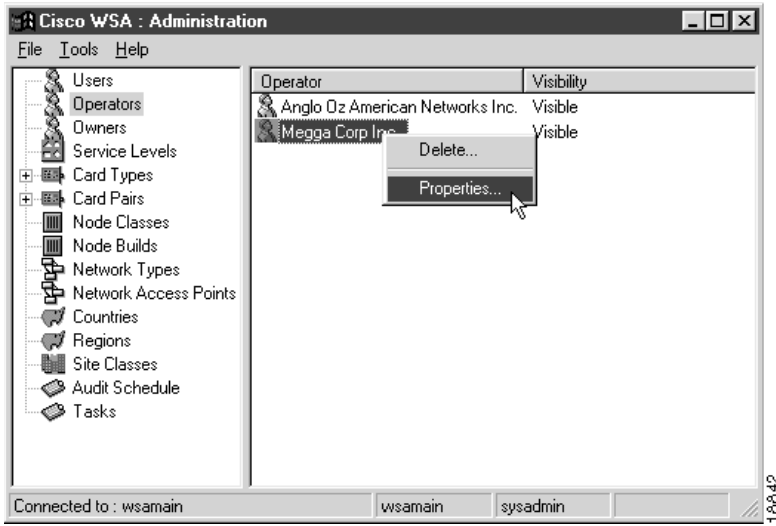 Cisco WSA : Administration
File Tools Help
Users
Operators
Owners
Service Levels
Card Types
Card Pairs
Node Classes
Node Builds
Network Types
Network Access Points
Countries
Regions
Site Classes
Audit Schedule
Tasks
Operator Visibility
Anglo Oz American Networks Inc. Visible
Megga Corp Inc. Visible
Delete...
Properties...
Connected to : wsamain wsamain sysadmin
18842